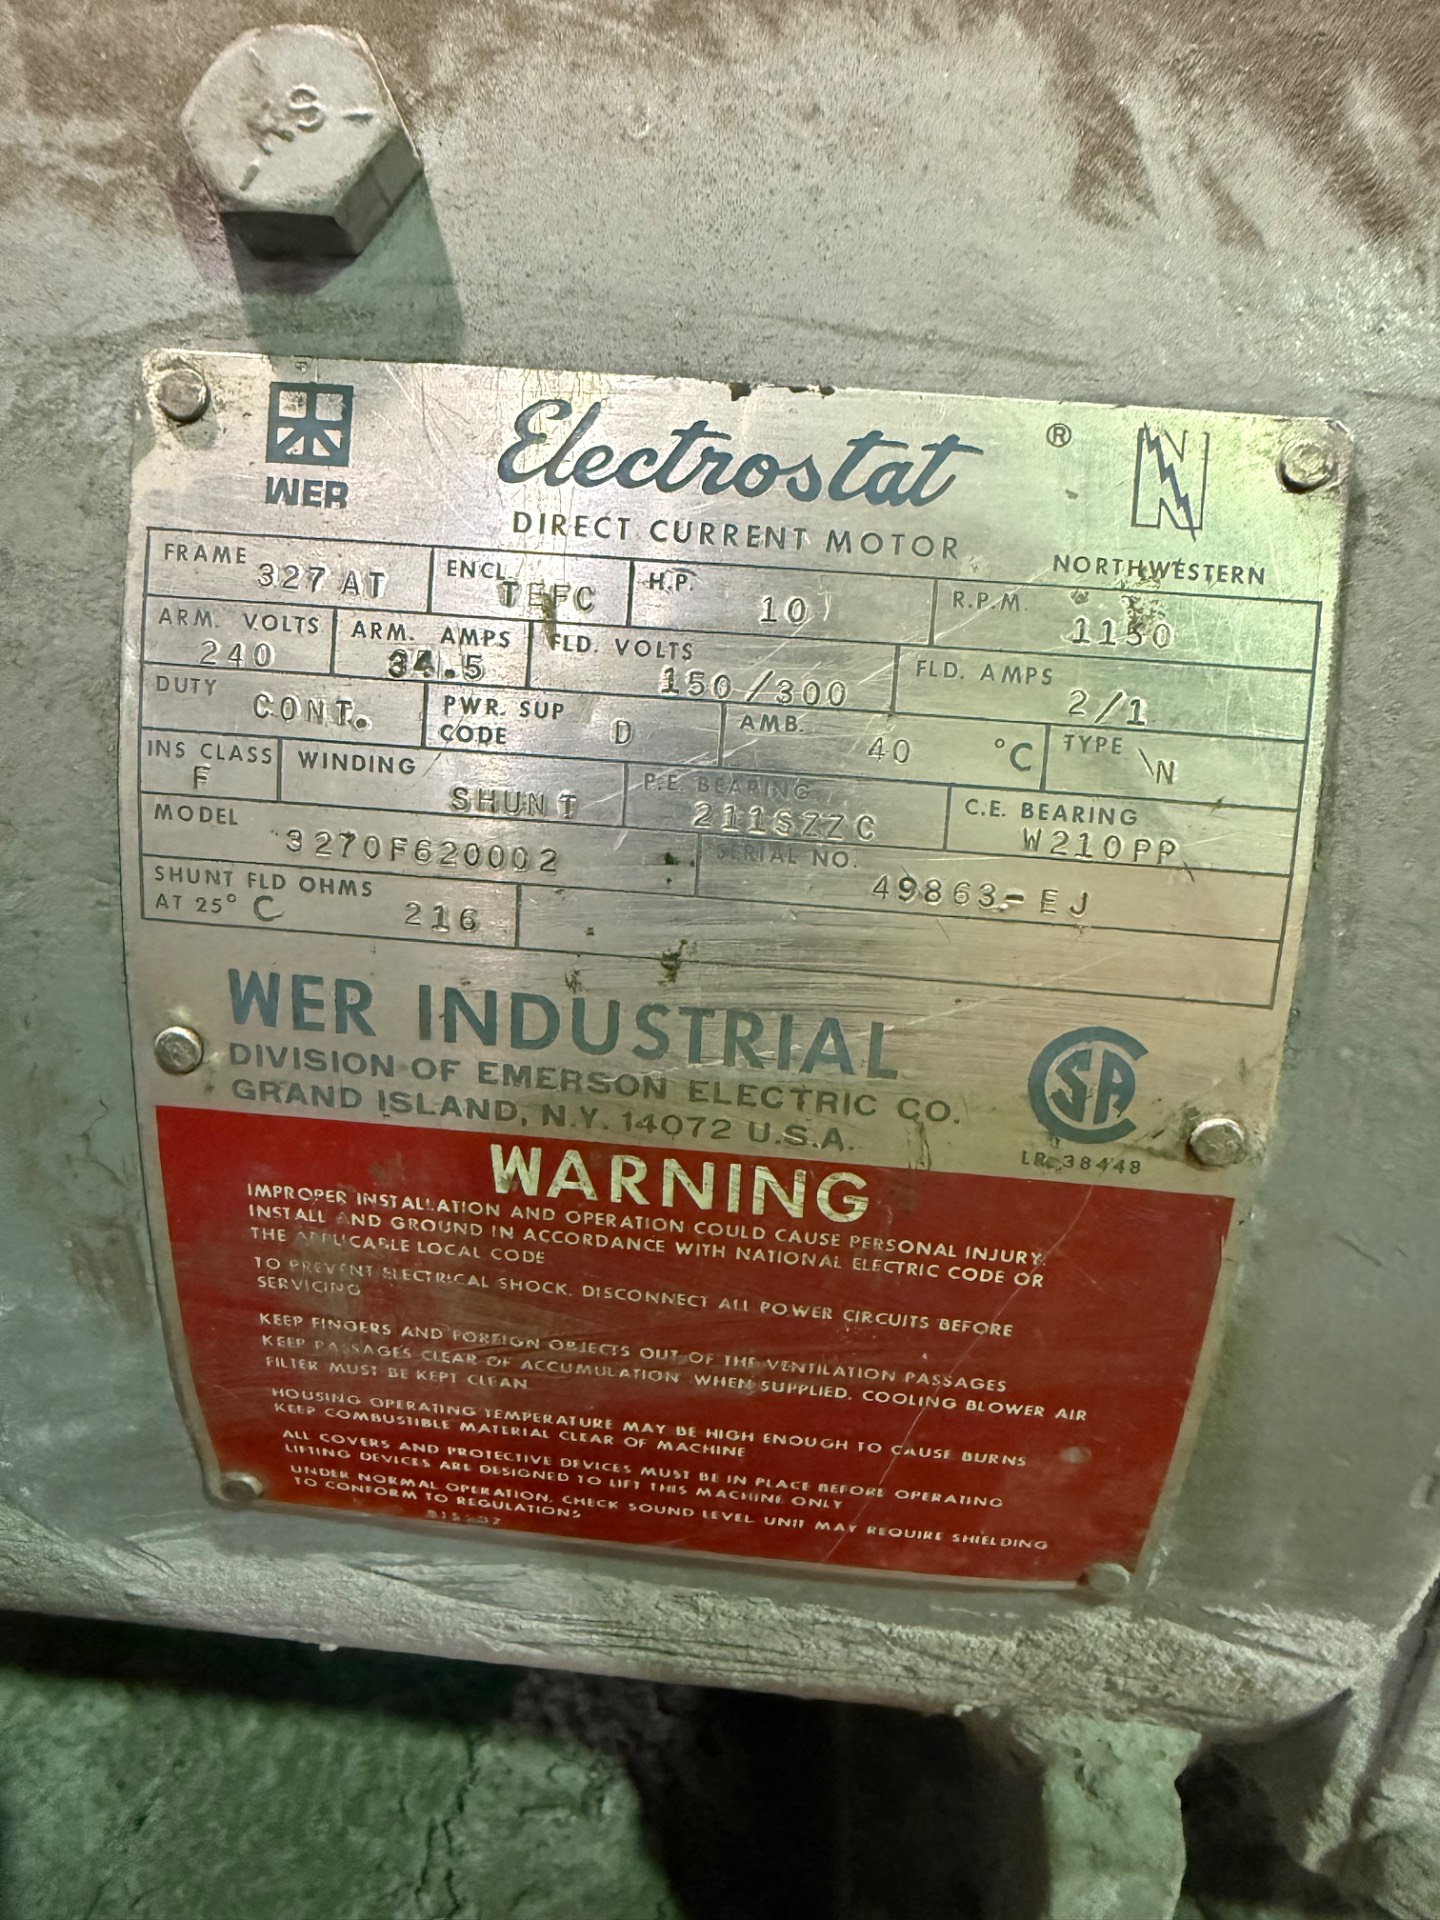 WER
Electrostat ®
DIRECT CURRENT MOTOR
N
NORTHWESTERN
FRAME 327AT ENCL. TEFC H.P. 10 R.P.M. 1150
ARM. VOLTS 240 ARM. AMPS 34.5 FLD. VOLTS 150/300 FLD. AMPS 2/1
DUTY CONT. PWR. SUP CODE D AMB. 40 °C TYPE N
INS CLASS F WINDING SHUNT P.E. BEARING 211SZZC C.E. BEARING W210PP
MODEL 3270F620002 SERIAL NO. 49863-EJ
SHUNT FLD OHMS
AT 25° C 216
WER INDUSTRIAL
DIVISION OF EMERSON ELECTRIC CO.
GRAND ISLAND, N.Y. 14072 U.S.A.
SA
LR 38448
WARNING
IMPROPER INSTALLATION AND OPERATION COULD CAUSE PERSONAL INJURY.
INSTALL AND GROUND IN ACCORDANCE WITH NATIONAL ELECTRIC CODE OR
THE APPLICABLE LOCAL CODE
TO PREVENT ELECTRICAL SHOCK, DISCONNECT ALL POWER CIRCUITS BEFORE
SERVICING
KEEP FINGERS AND FOREIGN OBJECTS OUT OF THE VENTILATION PASSAGES
KEEP PASSAGES CLEAR OF ACCUMULATION WHEN SUPPLIED, COOLING BLOWER AIR
FILTER MUST BE KEPT CLEAN
HOUSING OPERATING TEMPERATURE MAY BE HIGH ENOUGH TO CAUSE BURNS
KEEP COMBUSTIBLE MATERIAL CLEAR OF MACHINE
ALL COVERS AND PROTECTIVE DEVICES MUST BE IN PLACE BEFORE OPERATING
LIFTING DEVICES ARE DESIGNED TO LIFT THIS MACHINE ONLY
UNDER NORMAL OPERATION, CHECK SOUND LEVEL UNIT MAY REQUIRE SHIELDING
TO CONFORM TO REGULATIONS